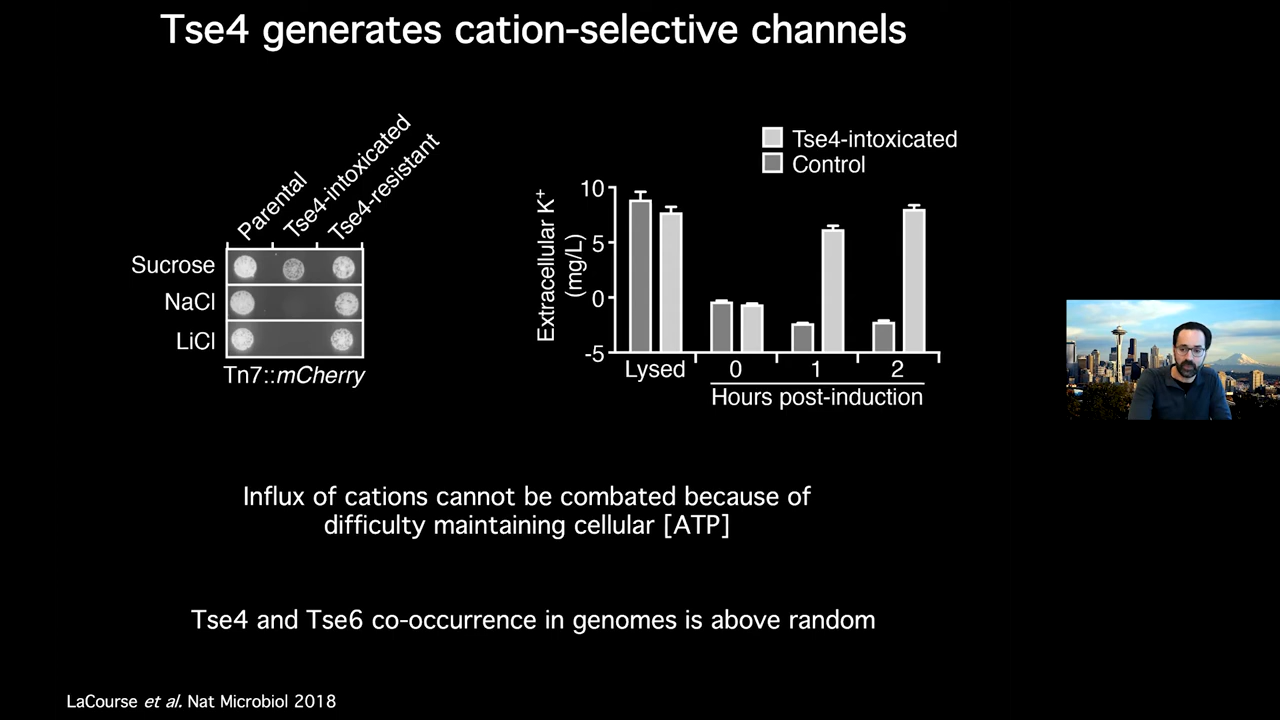 Tse4 generates cation-selective channels
Parental
Tse4-intoxicated
Tse4-resistant
Sucrose
NaCl
LiCl
Tn7::mCherry
Tse4-intoxicated
Control
Extracellular K+
(mg/L)
10
5
0
-5
Lysed
0
1
2
Hours post-induction
Influx of cations cannot be combated because of
difficulty maintaining cellular [ATP]
Tse4 and Tse6 co-occurrence in genomes is above random
LaCourse et al. Nat Microbiol 2018